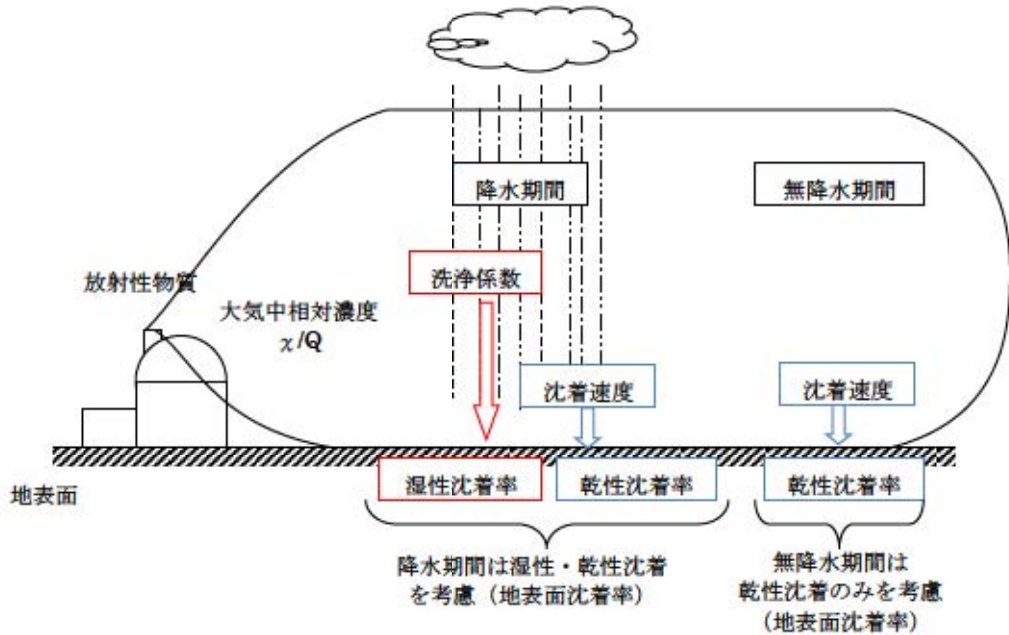 降水期間
無降水期間
洗浄係数
放射性物質
大気中相対濃度
χ/Q
沈着速度
沈着速度
湿性沈着率
乾性沈着率
乾性沈着率
地表面
降水期間は湿性・乾性沈着
を考慮（地表面沈着率）
無降水期間は
乾性沈着のみを考慮
（地表面沈着率）